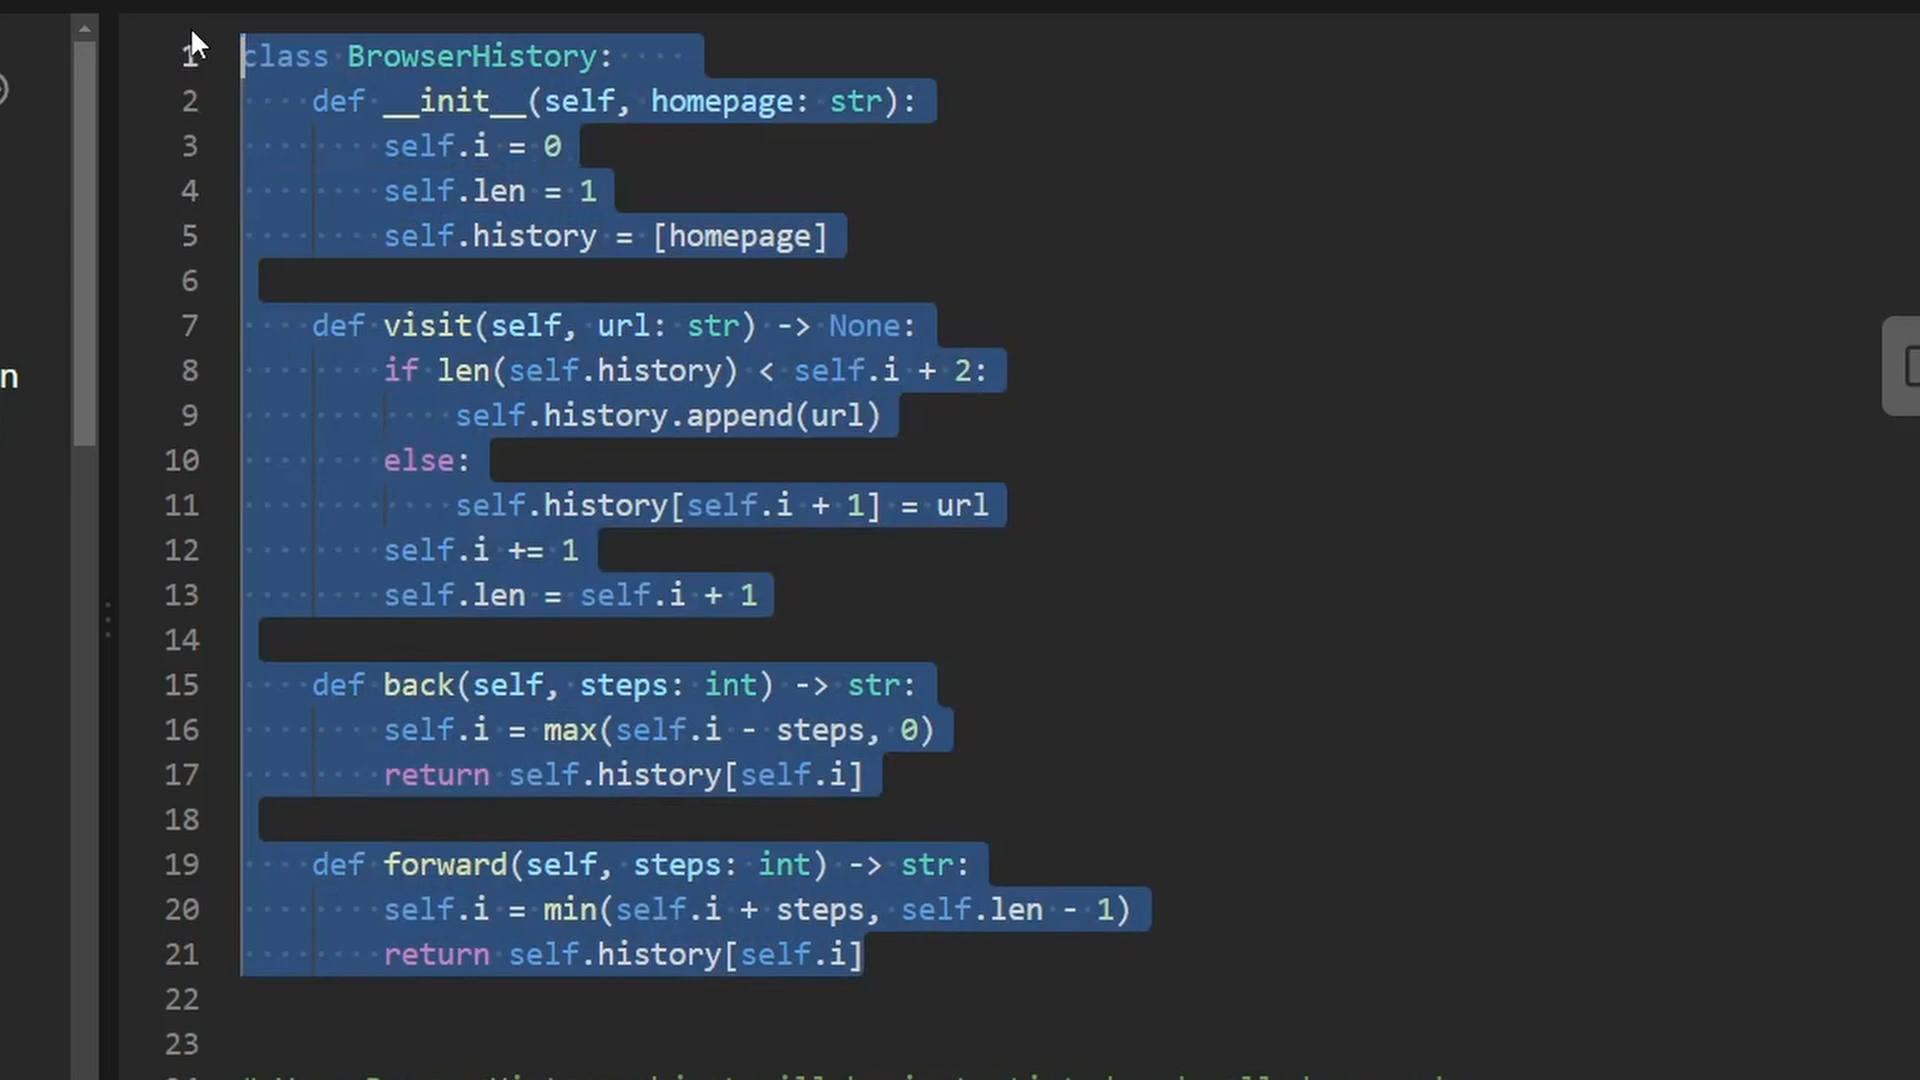 class BrowserHistory:
    def __init__(self, homepage: str):
        self.i = 0
        self.len = 1
        self.history = [homepage]

    def visit(self, url: str) -> None:
        if len(self.history) < self.i + 2:
            self.history.append(url)
        else:
            self.history[self.i + 1] = url
        self.i += 1
        self.len = self.i + 1

    def back(self, steps: int) -> str:
        self.i = max(self.i - steps, 0)
        return self.history[self.i]

    def forward(self, steps: int) -> str:
        self.i = min(self.i + steps, self.len - 1)
        return self.history[self.i]